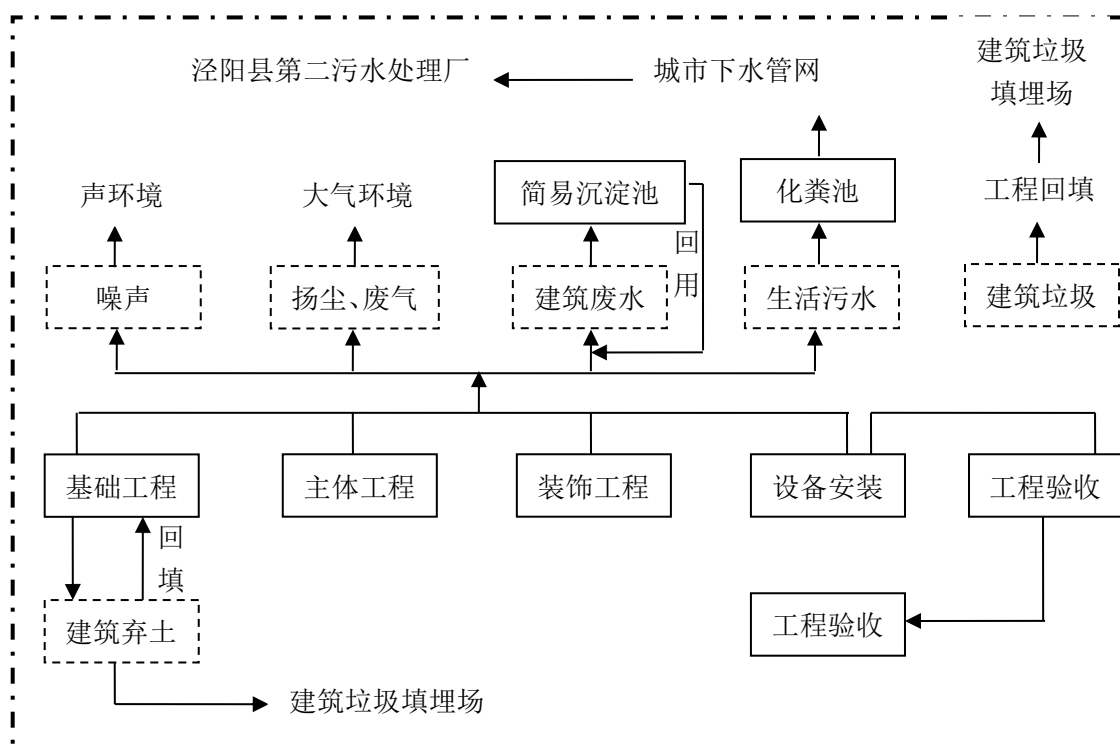 泾阳县第二污水处理厂
城市下水管网
建筑垃圾
填埋场
声环境
大气环境
简易沉淀池
化粪池
工程回填
回
用
噪声
扬尘、废气
建筑废水
生活污水
建筑垃圾
基础工程
主体工程
装饰工程
设备安装
工程验收
回
填
建筑弃土
工程验收
建筑垃圾填埋场